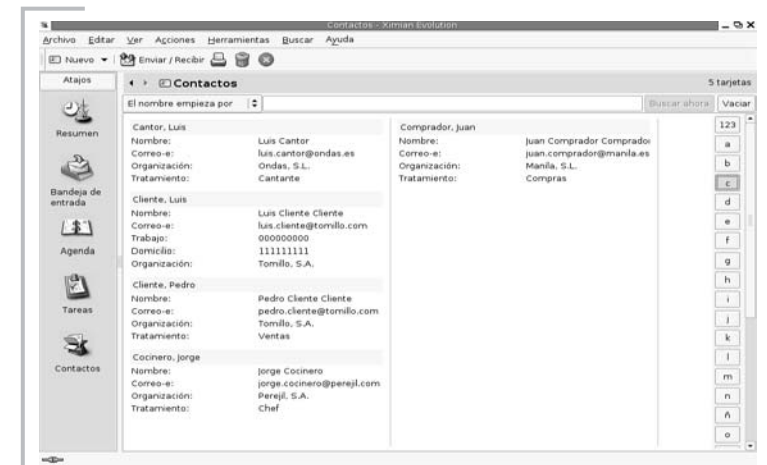 Contactos - Ximian Evolution
Archivo Editar Ver Acciones Herramientas Buscar Ayuda
Nuevo Enviar / Recibir
Atajos
Contactos
5 tarjetas
El nombre empieza por
Buscar ahora
Vaciar
Resumen
Bandeja de
entrada
Agenda
Tareas
Contactos
Cantor, Luis
Nombre: Luis Cantor
Correo-e: luis.cantor@ondas.es
Organización: Ondas, S.L.
Tratamiento: Cantante
Cliente, Luis
Nombre: Luis Cliente Cliente
Correo-e: luis.cliente@tomillo.com
Trabajo: 000000000
Domicilio: 111111111
Organización: Tomillo, S.A.
Cliente, Pedro
Nombre: Pedro Cliente Cliente
Correo-e: pedro.cliente@tomillo.com
Organización: Tomillo, S.A.
Tratamiento: Ventas
Cocinero, Jorge
Nombre: Jorge Cocinero
Correo-e: jorge.cocinero@perejil.com
Organización: Perejil, S.A.
Tratamiento: Chef
Comprador, Juan
Nombre: Juan Comprador Comprador
Correo-e: juan.comprador@manila.es
Organización: Manila, S.L.
Tratamiento: Compras
123
a
b
c
d
e
f
g
h
i
j
k
l
m
n
ñ
o